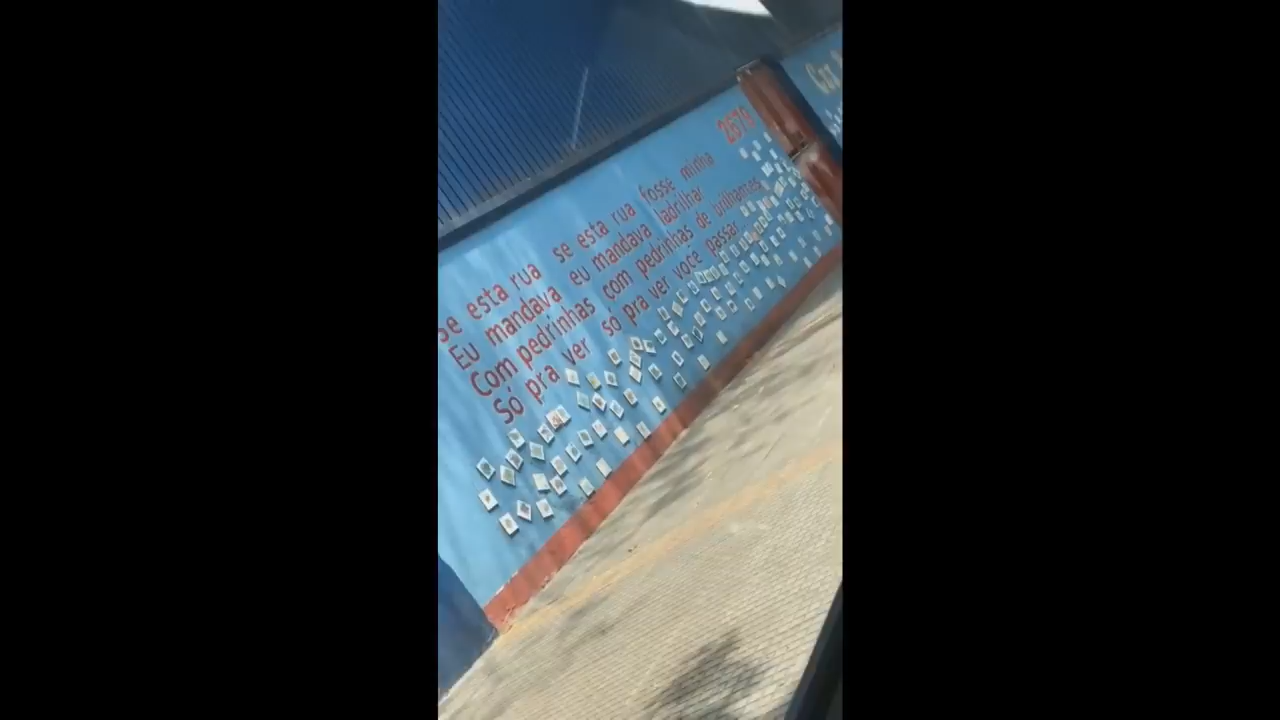 2679
Se esta rua se esta rua fosse minha
Eu mandava eu mandava ladrilhar
Com pedrinhas com pedrinhas de brilhantes
Só pra ver só pra ver você passar